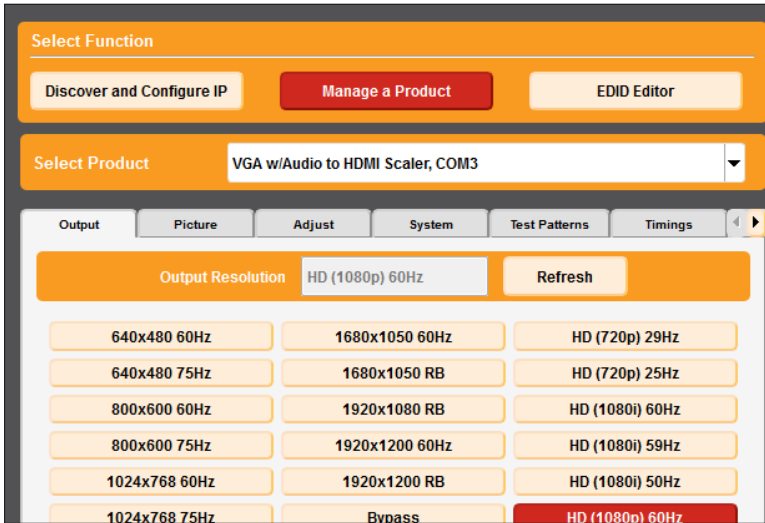 Select Function
Discover and Configure IP Manage a Product EDID Editor
Select Product VGA w/Audio to HDMI Scaler, COM3
Output Picture Adjust System Test Patterns Timings
Output Resolution HD (1080p) 60Hz Refresh
640x480 60Hz 1680x1050 60Hz HD (720p) 29Hz
640x480 75Hz 1680x1050 RB HD (720p) 25Hz
800x600 60Hz 1920x1080 RB HD (1080i) 60Hz
800x600 75Hz 1920x1200 60Hz HD (1080i) 59Hz
1024x768 60Hz 1920x1200 RB HD (1080i) 50Hz
1024x768 75Hz Bypass HD (1080p) 60Hz